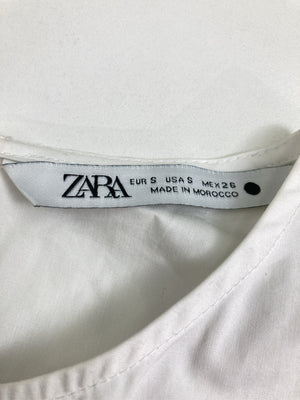 ZARA
EUR S USA S MEX 26
MADE IN MOROCCO